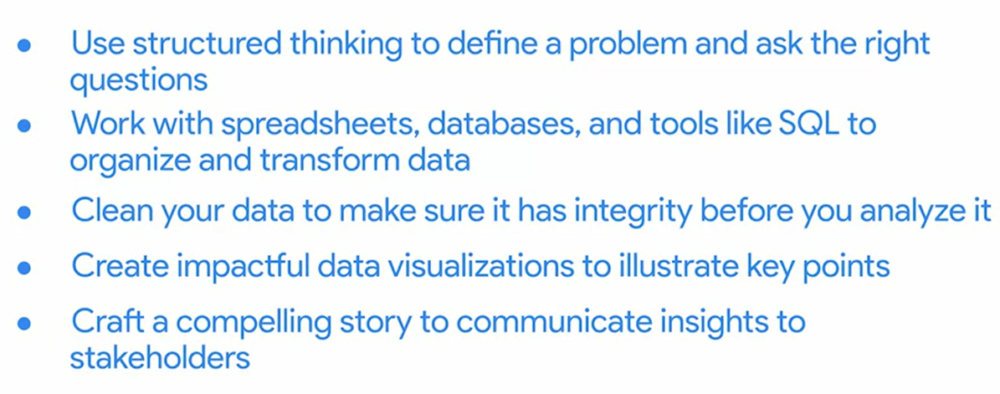 ● Use structured thinking to define a problem and ask the right
questions
● Work with spreadsheets, databases, and tools like SQL to
organize and transform data
● Clean your data to make sure it has integrity before you analyze it
● Create impactful data visualizations to illustrate key points
● Craft a compelling story to communicate insights to
stakeholders